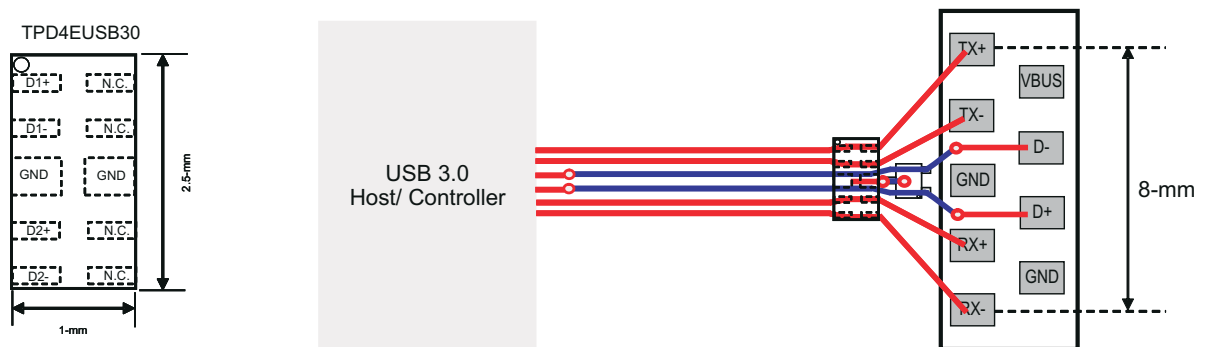 TPD4EUSB30
D1+ N.C.
D1- N.C.
GND GND
D2+ N.C.
D2- N.C.
2.5-mm
1-mm
USB 3.0
Host/ Controller
TX+
VBUS
TX-
D-
GND
D+
RX+
GND
RX-
8-mm